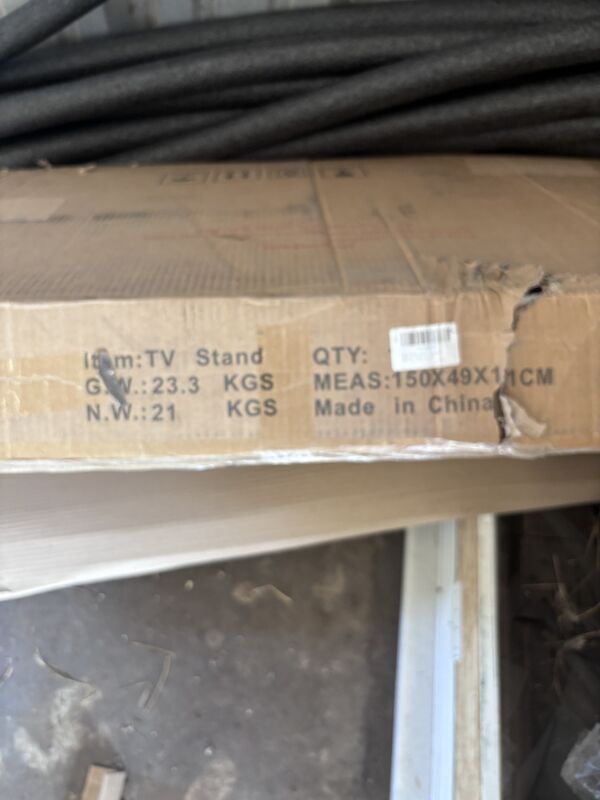 Item:TV Stand QTY:
G.W.:23.3 KGS MEAS:150X49X11CM
N.W.:21 KGS Made in China